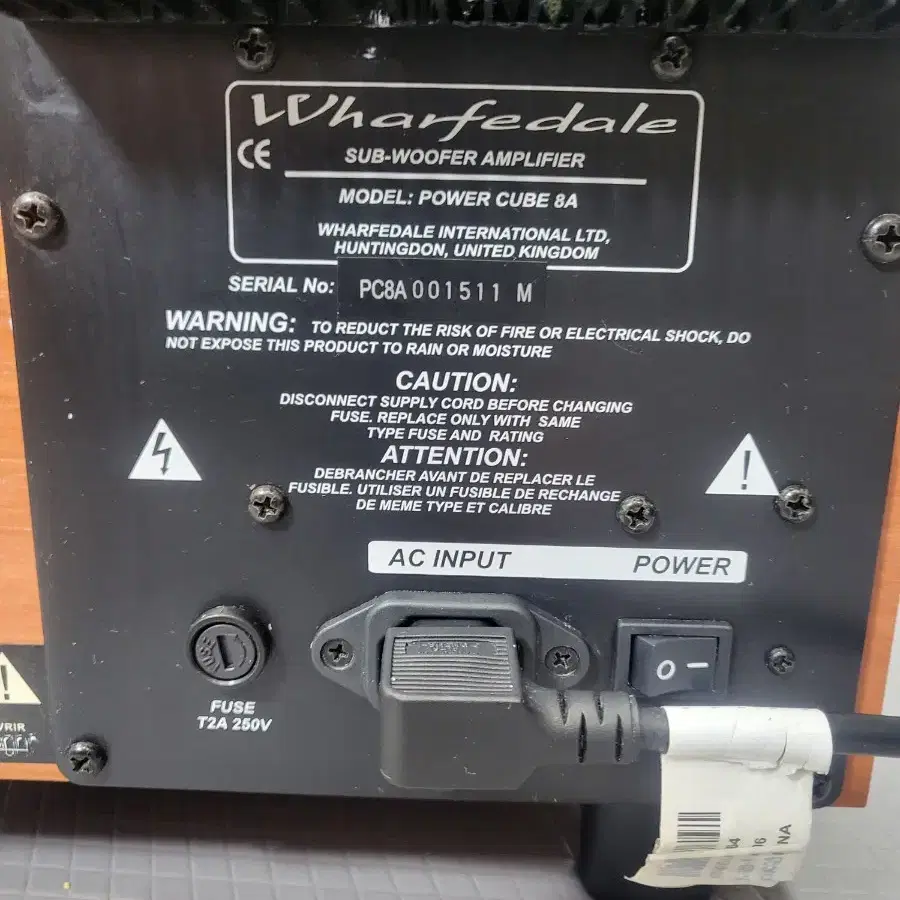 Wharfedale
CE
SUB-WOOFER AMPLIFIER
MODEL: POWER CUBE 8A
WHARFEDALE INTERNATIONAL LTD,
HUNTINGDON, UNITED KINGDOM
SERIAL No: PC8A 001511 M
WARNING: TO REDUCT THE RISK OF FIRE OR ELECTRICAL SHOCK, DO
NOT EXPOSE THIS PRODUCT TO RAIN OR MOISTURE
CAUTION:
DISCONNECT SUPPLY CORD BEFORE CHANGING
FUSE. REPLACE ONLY WITH SAME
TYPE FUSE AND RATING
ATTENTION:
DEBRANCHER AVANT DE REPLACER LE
FUSIBLE. UTILISER UN FUSIBLE DE RECHANGE
DE MEME TYPE ET CALIBRE
!
AC INPUT POWER
FUSE
O –
FUSE
T2A 250V
!
VRIR
NA